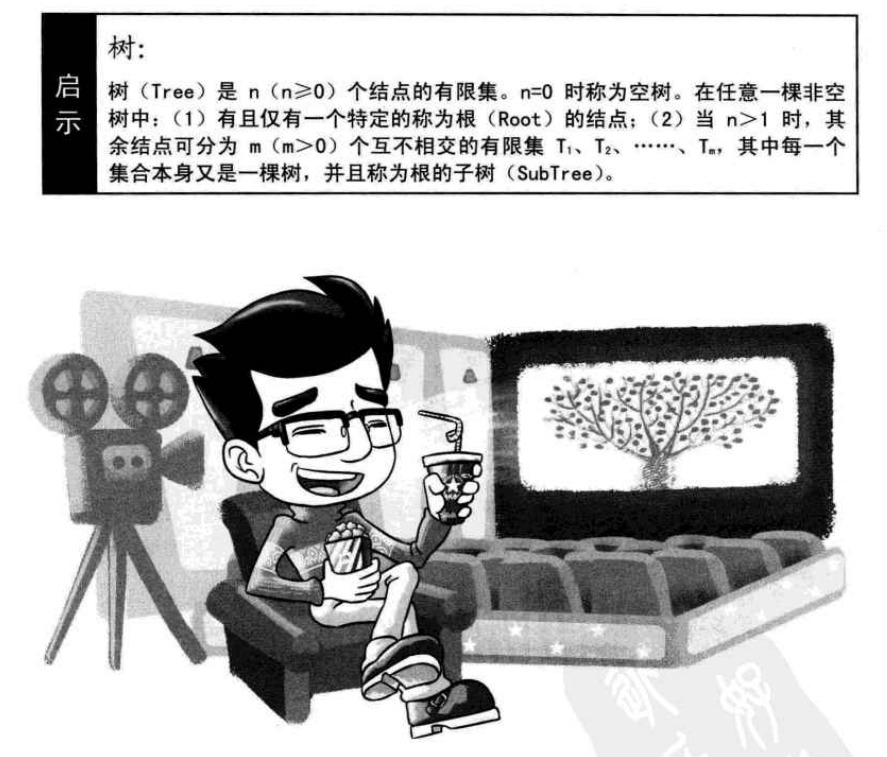 树:
启示
树（Tree）是 n（n≥0）个结点的有限集。n=0 时称为空树。在任意一棵非空
树中：（1）有且仅有一个特定的称为根（Root）的结点；（2）当 n＞1 时，其
余结点可分为 m（m＞0）个互不相交的有限集 T₁、T₂、……、Tₘ，其中每一个
集合本身又是一棵树，并且称为根的子树（SubTree）。